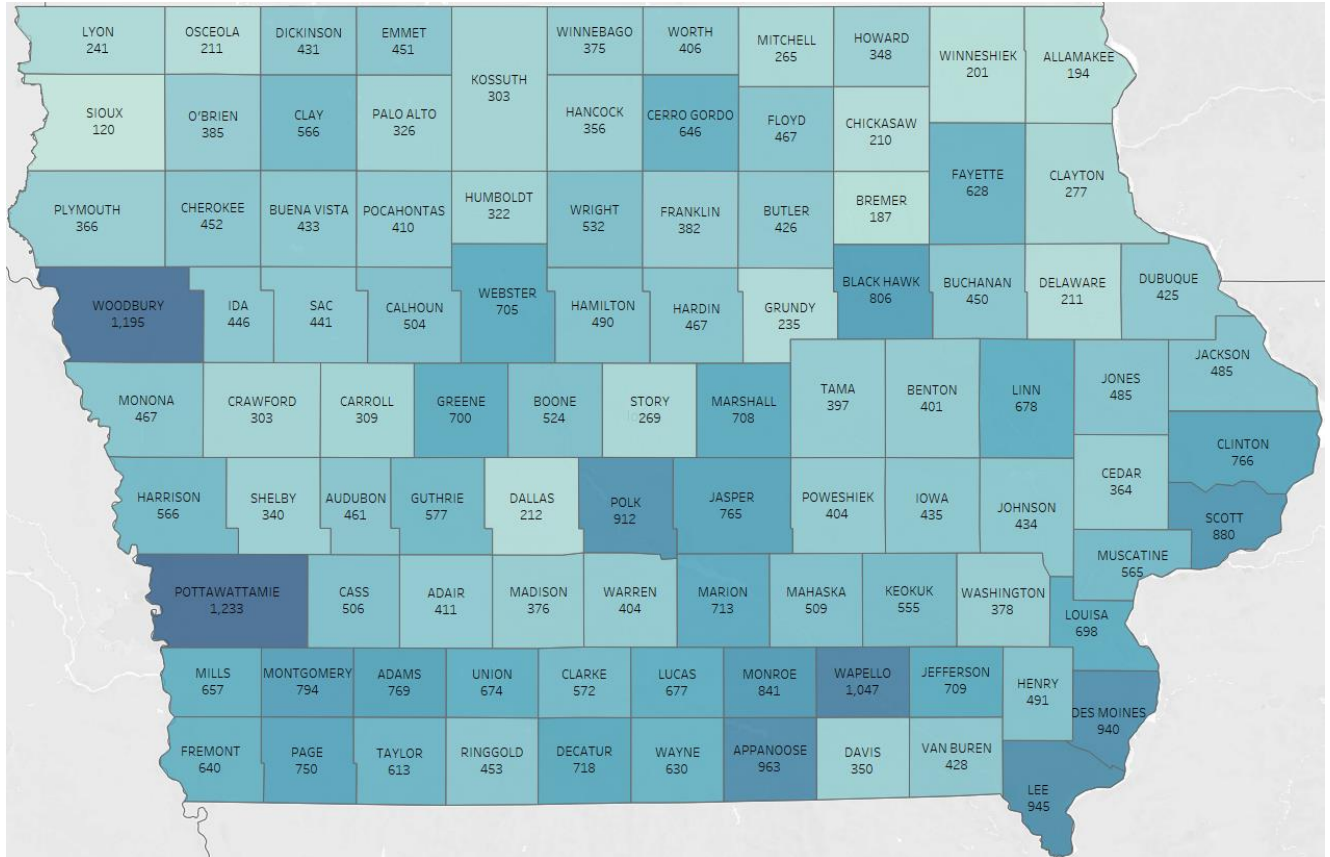 LYON
241
OSCEOLA
211
DICKINSON
431
EMMET
451
KOSSUTH
303
WINNEBAGO
375
WORTH
406
MITCHELL
265
HOWARD
348
WINNESHIEK
201
ALLAMAKEE
194
SIOUX
120
O'BRIEN
385
CLAY
566
PALO ALTO
326
HANCOCK
356
CERRO GORDO
646
FLOYD
467
CHICKASAW
210
FAYETTE
628
CLAYTON
277
PLYMOUTH
366
CHEROKEE
452
BUENA VISTA
433
POCAHONTAS
410
HUMBOLDT
322
WRIGHT
532
FRANKLIN
382
BUTLER
426
BREMER
187
WOODBURY
1,195
IDA
446
SAC
441
CALHOUN
504
WEBSTER
705
HAMILTON
490
HARDIN
467
GRUNDY
235
BLACK HAWK
806
BUCHANAN
450
DELAWARE
211
DUBUQUE
425
MONONA
467
CRAWFORD
303
CARROLL
309
GREENE
700
BOONE
524
STORY
269
MARSHALL
708
TAMA
397
BENTON
401
LINN
678
JONES
485
JACKSON
485
CLINTON
766
HARRISON
566
SHELBY
340
AUDUBON
461
GUTHRIE
577
DALLAS
212
POLK
912
JASPER
765
POWESHIEK
404
IOWA
435
JOHNSON
434
CEDAR
364
SCOTT
880
MUSCATINE
565
POTTAWATTAMIE
1,233
CASS
506
ADAIR
411
MADISON
376
WARREN
404
MARION
713
MAHASKA
509
KEOKUK
555
WASHINGTON
378
LOUISA
698
MILLS
657
MONTGOMERY
794
ADAMS
769
UNION
674
CLARKE
572
LUCAS
677
MONROE
841
WAPELLO
1,047
JEFFERSON
709
HENRY
491
DES MOINES
940
FREMONT
640
PAGE
750
TAYLOR
613
RINGGOLD
453
DECATUR
718
WAYNE
630
APPANOOSE
963
DAVIS
350
VAN BUREN
428
LEE
945